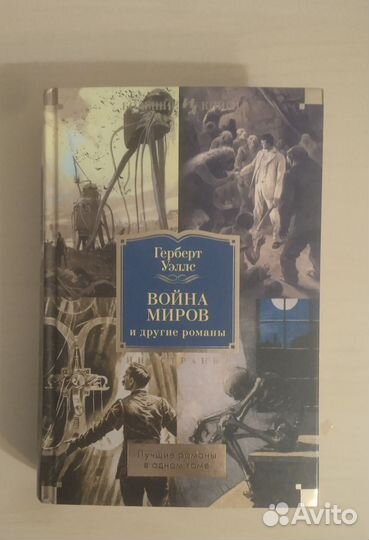 Герберт
Уэллс
ВОЙНА
МИРОВ
и другие романы
Лучшие романы
в одном томе
Avito